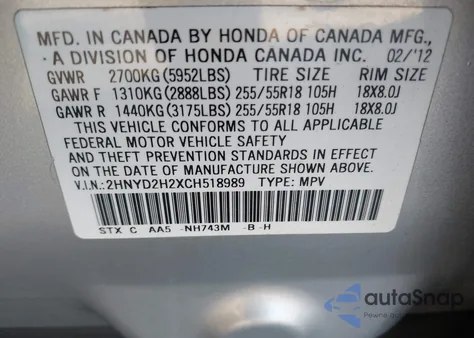 MFD. IN CANADA BY HONDA OF CANADA MFG.,
A DIVISION OF HONDA CANADA INC. 02/'12
GVWR 2700KG(5952LBS) TIRE SIZE RIM SIZE
GAWR F 1310KG(2888LBS) 255/55R18 105H 18X8.0J
GAWR R 1440KG(3175LBS) 255/55R18 105H 18X8.0J
THIS VEHICLE CONFORMS TO ALL APPLICABLE
FEDERAL MOTOR VEHICLE SAFETY
AND THEFT PREVENTION STANDARDS IN EFFECT
ON THE DATE OF MANUFACTURE SHOWN ABOVE.
V.I.N.: 2HNYD2H2XCH518989 TYPE: MPV
STX C AA5 -NH743M -B-H
autoSnap
Pewne auto